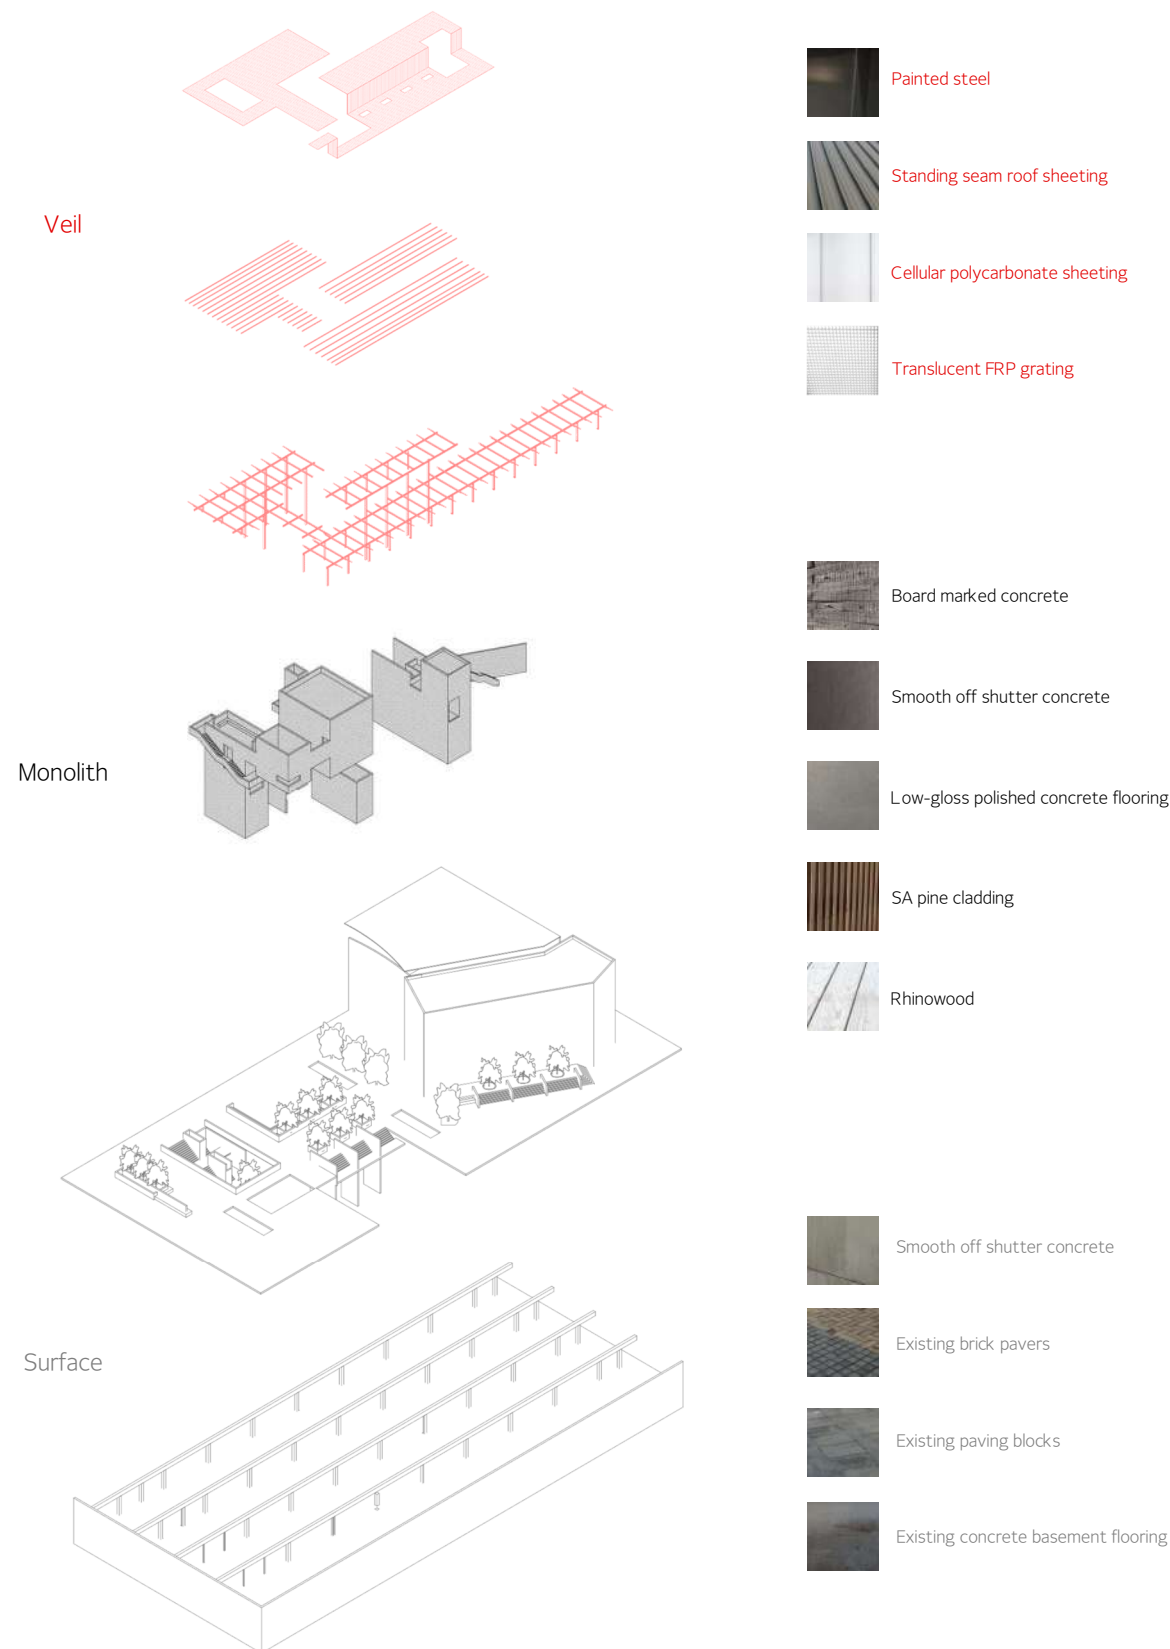 Veil
Painted steel
Standing seam roof sheeting
Cellular polycarbonate sheeting
Translucent FRP grating
Monolith
Board marked concrete
Smooth off shutter concrete
Low-gloss polished concrete flooring
SA pine cladding
Rhinowood
Surface
Smooth off shutter concrete
Existing brick pavers
Existing paving blocks
Existing concrete basement flooring